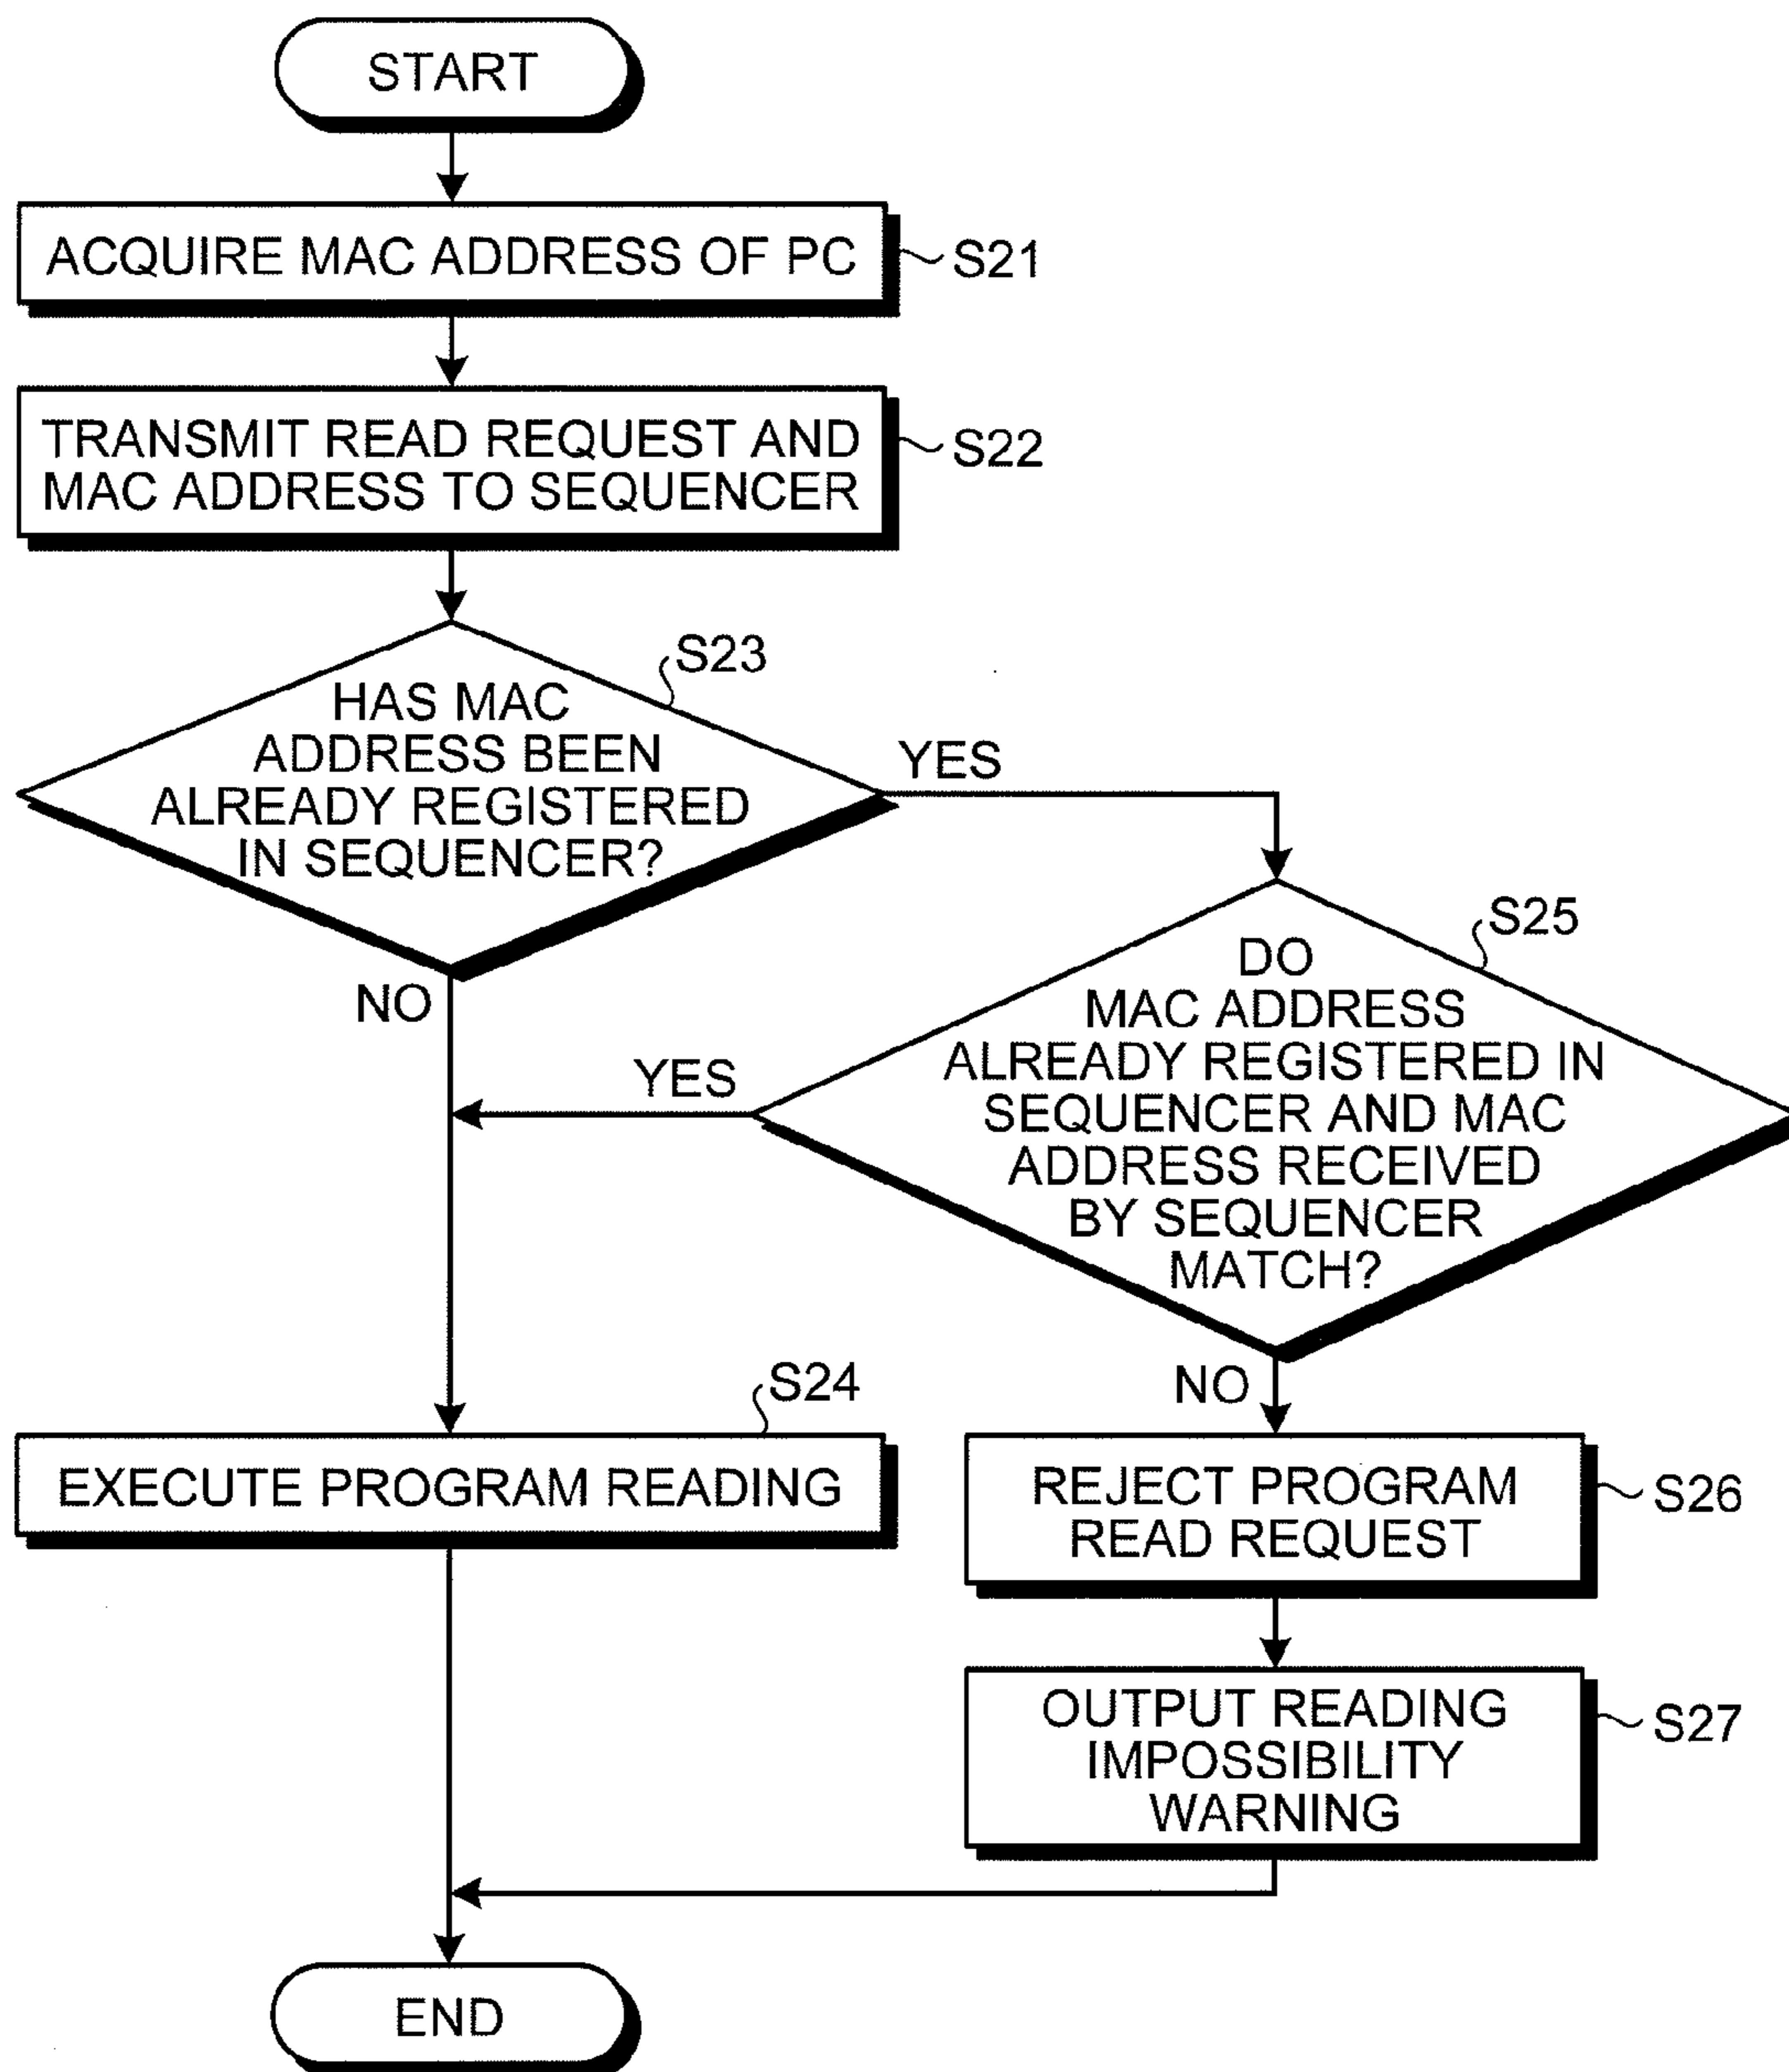 START
ACQUIRE MAC ADDRESS OF PC
S21
TRANSMIT READ REQUEST AND
MAC ADDRESS TO SEQUENCER
S22
S23
HAS MAC
ADDRESS BEEN
ALREADY REGISTERED
IN SEQUENCER?
YES
NO
S25
DO
MAC ADDRESS
ALREADY REGISTERED IN
SEQUENCER AND MAC
ADDRESS RECEIVED
BY SEQUENCER
MATCH?
YES
NO
S24
EXECUTE PROGRAM READING
REJECT PROGRAM
READ REQUEST
S26
OUTPUT READING
IMPOSSIBILITY
WARNING
S27
END